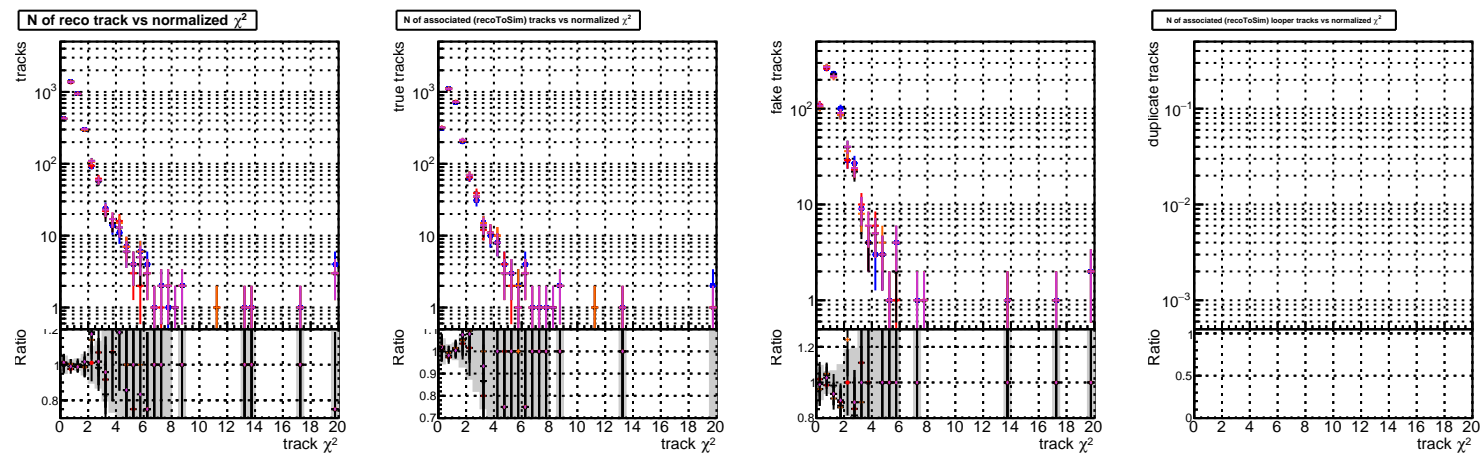 N of reco track vs normalized χ²
tracks
10³
10²
10
1
Ratio
1.2
1
0.8
0 2 4 6 8 10 12 14 16 18 20
track χ²
N of associated (recoToSim) tracks vs normalized χ²
true tracks
10³
10²
10
1
Ratio
1.1
1
0.9
0.8
0.7
0 2 4 6 8 10 12 14 16 18 20
track χ²
fake tracks
10²
10
1
Ratio
1.2
1
0.8
0 2 4 6 8 10 12 14 16 18 20
track χ²
N of associated (recoToSim) looper tracks vs normalized χ²
duplicate tracks
10⁻¹
10⁻²
10⁻³
Ratio
1
0.5
0
0 2 4 6 8 10 12 14 16 18 20
track χ²